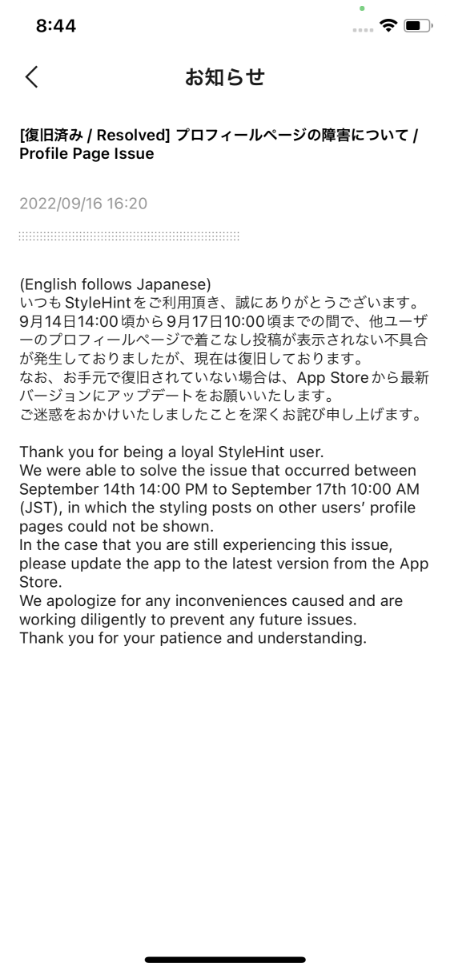 8:44
お知らせ
[復旧済み / Resolved] プロフィールページの障害について /
Profile Page Issue
2022/09/16 16:20
(English follows Japanese)
いつもStyleHintをご利用頂き、誠にありがとうございます。
9月14日14:00頃から9月17日10:00頃までの間で、他ユーザ
ーのプロフィールページで着こなし投稿が表示されない不具合
が発生しておりましたが、現在は復旧しております。
なお、お手元で復旧されていない場合は、App Storeから最新
バージョンにアップデートをお願いいたします。
ご迷惑をおかけいたしましたことを深くお詫び申し上げます。
Thank you for being a loyal StyleHint user.
We were able to solve the issue that occurred between
September 14th 14:00 PM to September 17th 10:00 AM
(JST), in which the styling posts on other users’ profile
pages could not be shown.
In the case that you are still experiencing this issue,
please update the app to the latest version from the App
Store.
We apologize for any inconveniences caused and are
working diligently to prevent any future issues.
Thank you for your patience and understanding.